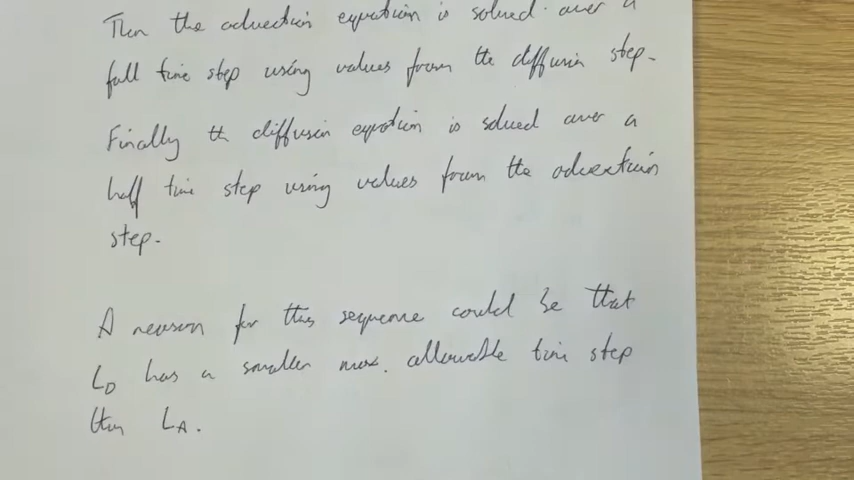 Then the advection equation is solved over a
full time step using values from the diffusion step.
Finally the diffusion equation is solved over a
half time step using values from the advection
step.
A reason for this sequence could be that
L_D has a smaller max. allowable time step
than L_A.